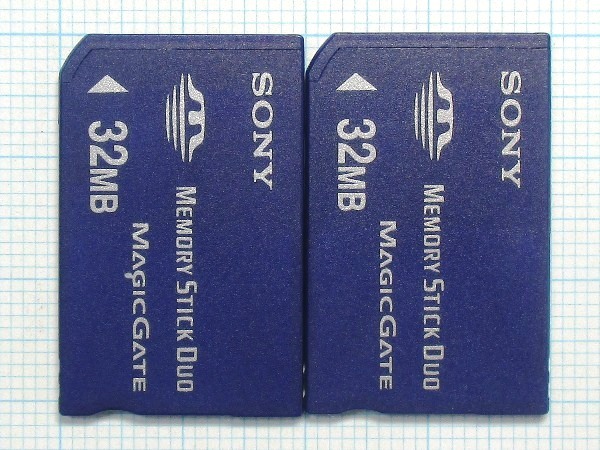 SONY
MEMORY STICK DUO
MAGICGATE
32MB
SONY
MEMORY STICK DUO
MAGICGATE
32MB